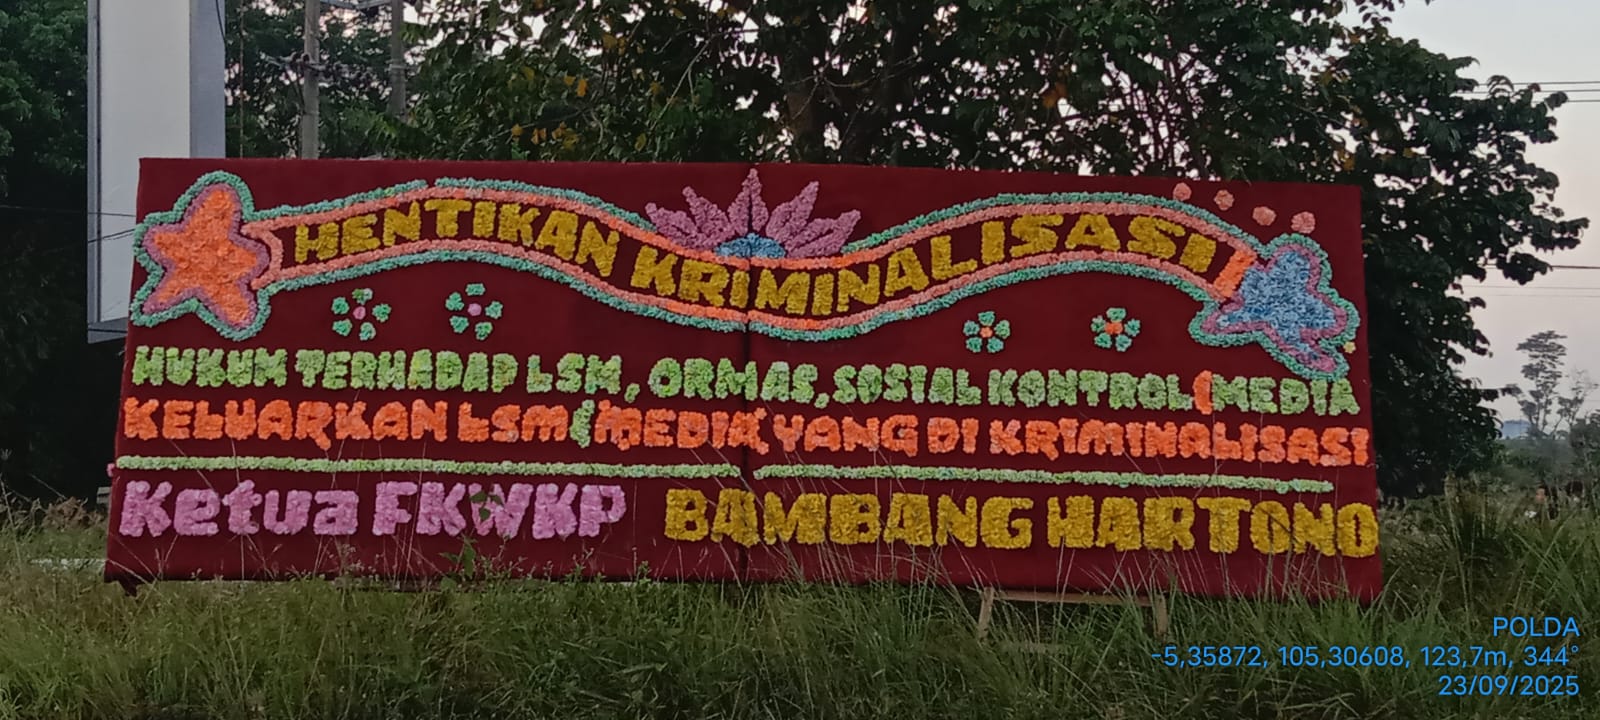 HENTIKAN KRIMINALISASI
HUKUM TERHADAP LSM, ORMAS, SOSIAL KONTROL (MEDIA
KELUARKAN LSM (MEDIA( YANG DI KRIMINALISASI
Ketua FKWKP BAMBANG HARTONO
POLDA
-5,35872, 105,30608, 123,7m, 344°
23/09/2025